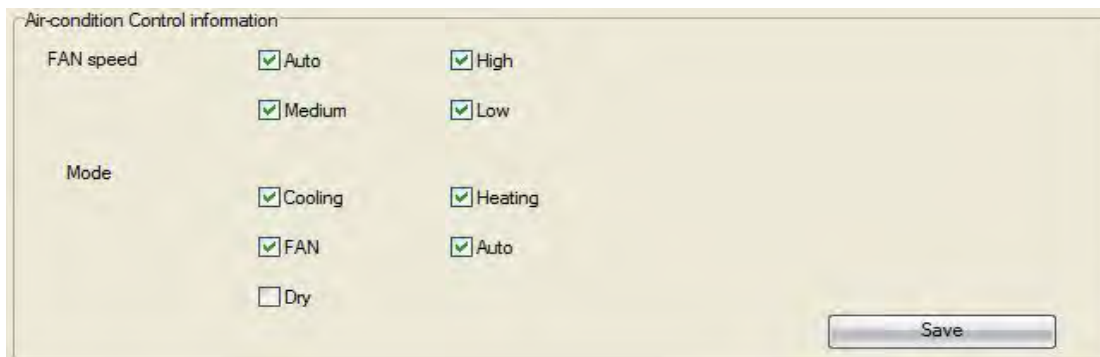 Air-condition Control information
FAN speed Auto High
Medium Low
Mode
Cooling Heating
FAN Auto
Dry
Save